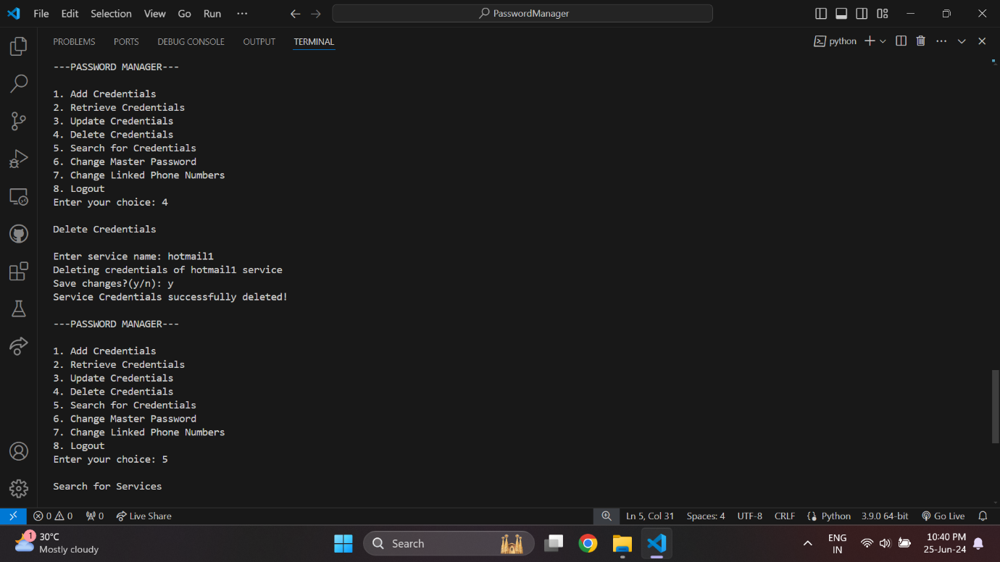 File Edit Selection View Go Run ··· PasswordManager
PROBLEMS PORTS DEBUG CONSOLE OUTPUT TERMINAL python
---PASSWORD MANAGER---
1. Add Credentials
2. Retrieve Credentials
3. Update Credentials
4. Delete Credentials
5. Search for Credentials
6. Change Master Password
7. Change Linked Phone Numbers
8. Logout
Enter your choice: 4
Delete Credentials
Enter service name: hotmail1
Deleting credentials of hotmail1 service
Save changes?(y/n): y
Service Credentials successfully deleted!
---PASSWORD MANAGER---
1. Add Credentials
2. Retrieve Credentials
3. Update Credentials
4. Delete Credentials
5. Search for Credentials
6. Change Master Password
7. Change Linked Phone Numbers
8. Logout
Enter your choice: 5
Search for Services
0 0 0 Live Share Ln 5, Col 31 Spaces: 4 UTF-8 CRLF Python 3.9.0 64-bit Go Live
1 30°C Search ENG 10:40 PM
Mostly cloudy IN 25-Jun-24